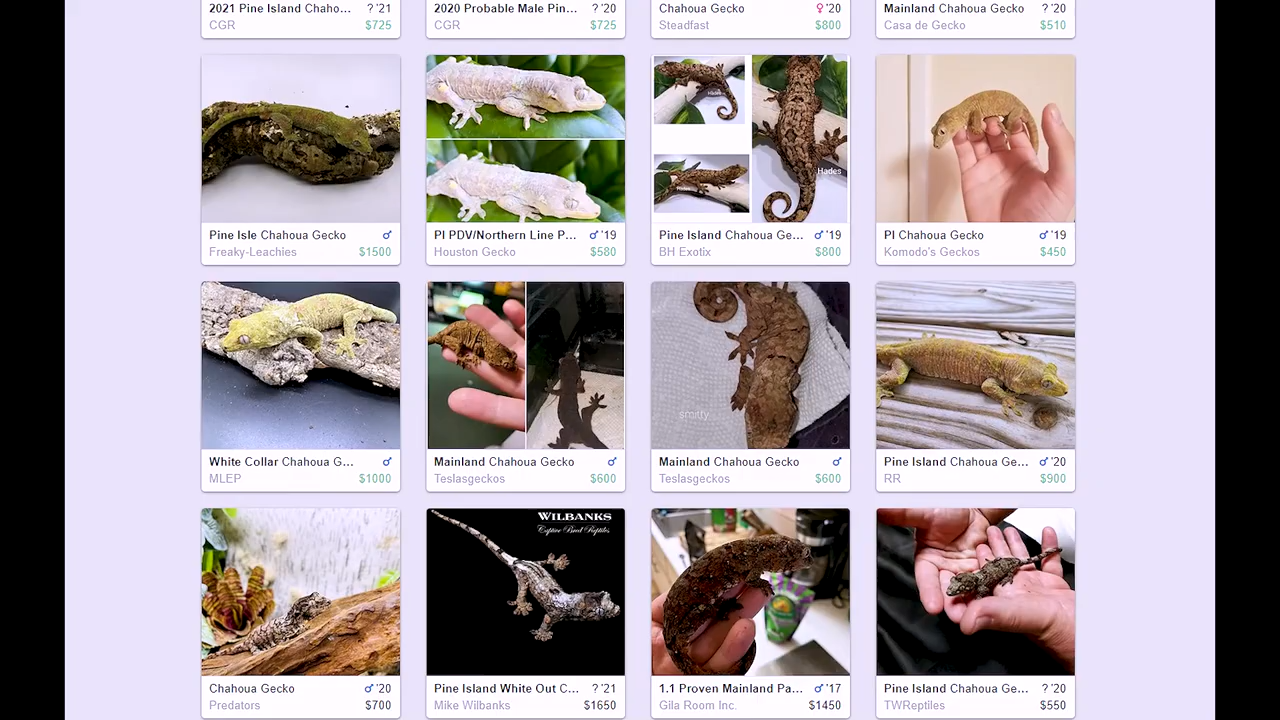 2021 Pine Island Chaho... ? '21
CGR $725
2020 Probable Male Pin... ? '20
CGR $725
Chahoua Gecko ♀ '20
Steadfast $800
Mainland Chahoua Gecko ? '20
Casa de Gecko $510
Pine Isle Chahoua Gecko ♂
Freaky-Leachies $1500
PI PDV/Northern Line P... ♂ '19
Houston Gecko $580
Hades
Hades
Hades
Pine Island Chahoua Ge... ♂ '19
BH Exotix $800
PI Chahoua Gecko ♂ '19
Komodo's Geckos $450
White Collar Chahoua G... ♂
MLEP $1000
Mainland Chahoua Gecko ♂
Teslasgeckos $600
smitty
Mainland Chahoua Gecko ♂
Teslasgeckos $600
Pine Island Chahoua Ge... ♂ '20
RR $900
Chahoua Gecko ♂ '20
Predators $700
WILBANKS
Captive Bred Reptiles
Pine Island White Out C... ? '21
Mike Wilbanks $1650
1.1 Proven Mainland Pa... ♂ '17
Gila Room Inc. $1450
Pine Island Chahoua Ge... ? '20
TWReptiles $550